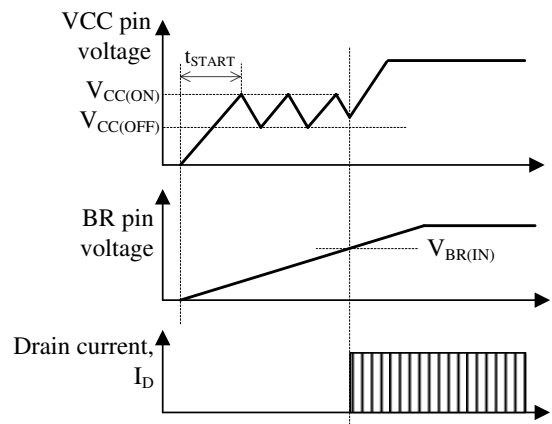 VCC pin
voltage
tSTART
VCC(ON)
VCC(OFF)
BR pin
voltage
VBR(IN)
Drain current,
ID